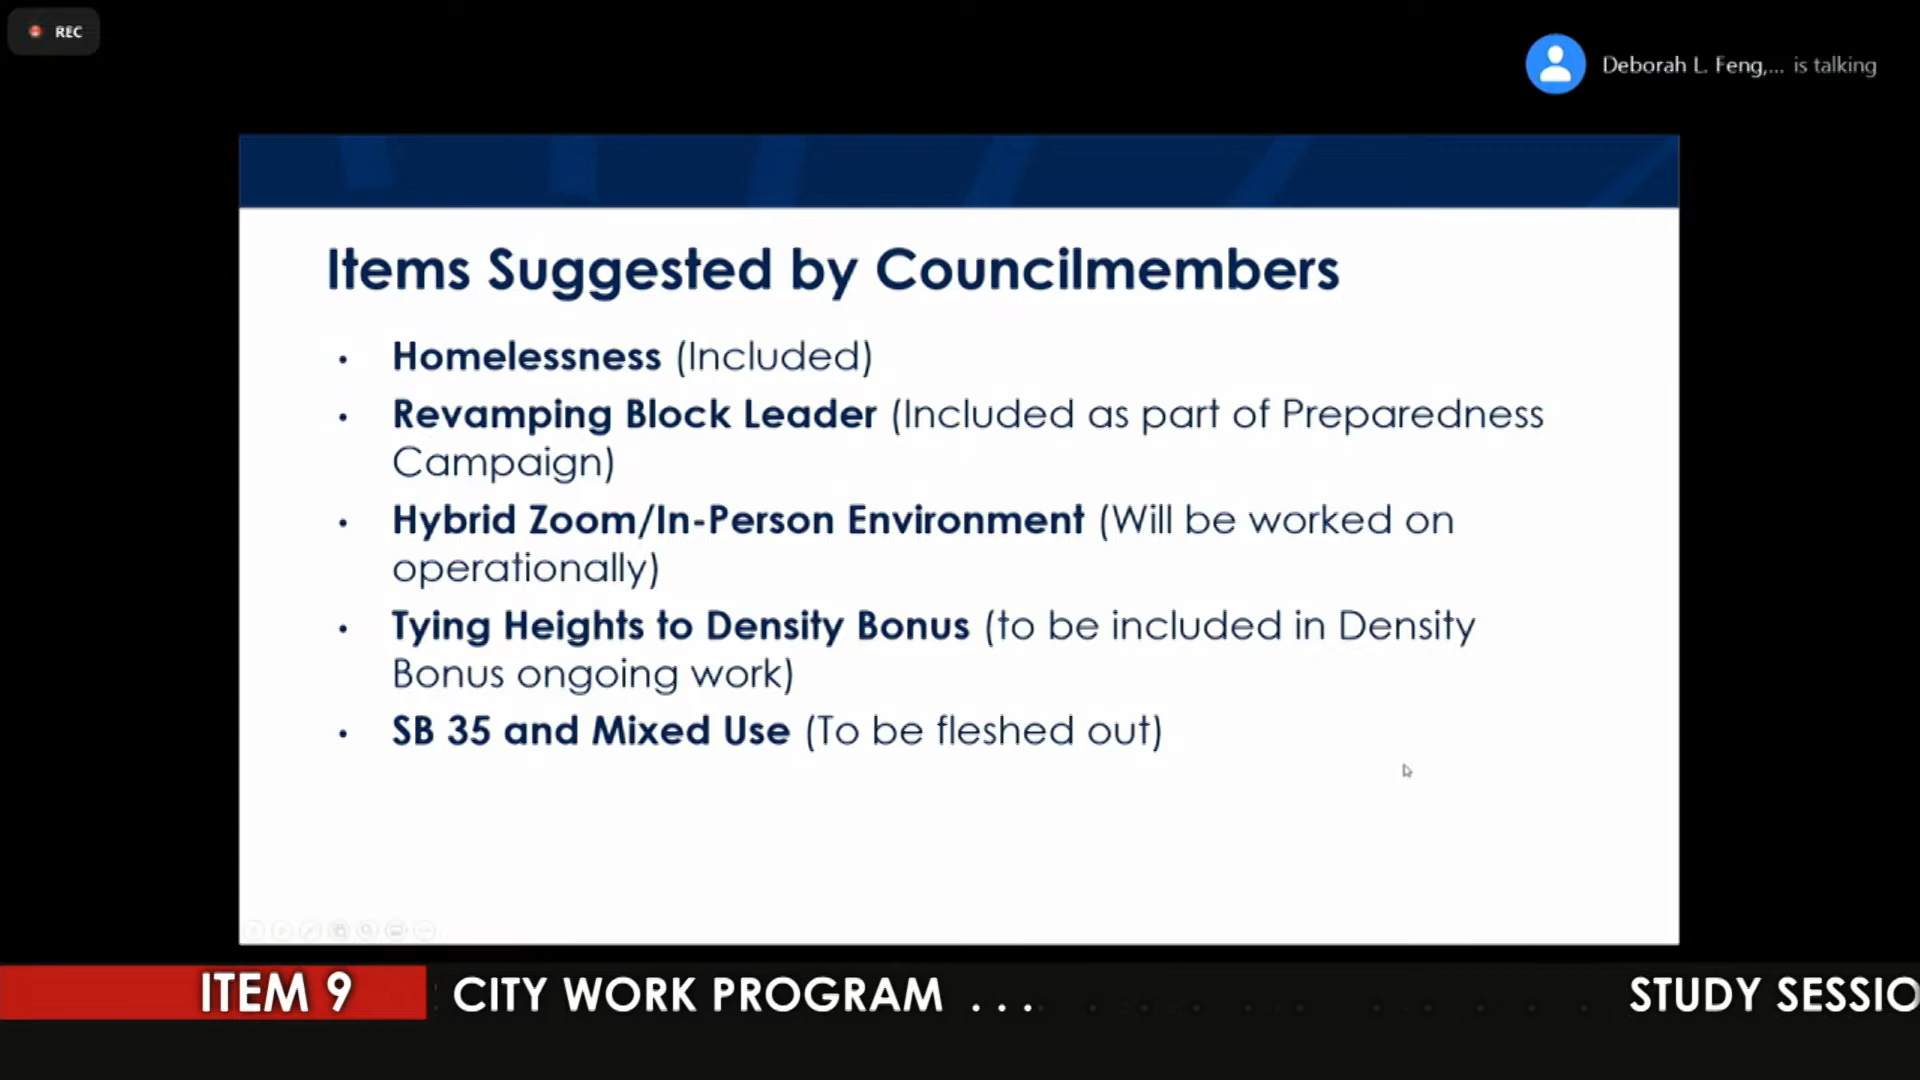 REC
Deborah L. Feng,... is talking
Items Suggested by Councilmembers
• Homelessness (Included)
• Revamping Block Leader (Included as part of Preparedness
Campaign)
• Hybrid Zoom/In-Person Environment (Will be worked on
operationally)
• Tying Heights to Density Bonus (to be included in Density
Bonus ongoing work)
• SB 35 and Mixed Use (To be fleshed out)
ITEM 9 CITY WORK PROGRAM . . . STUDY SESSIO